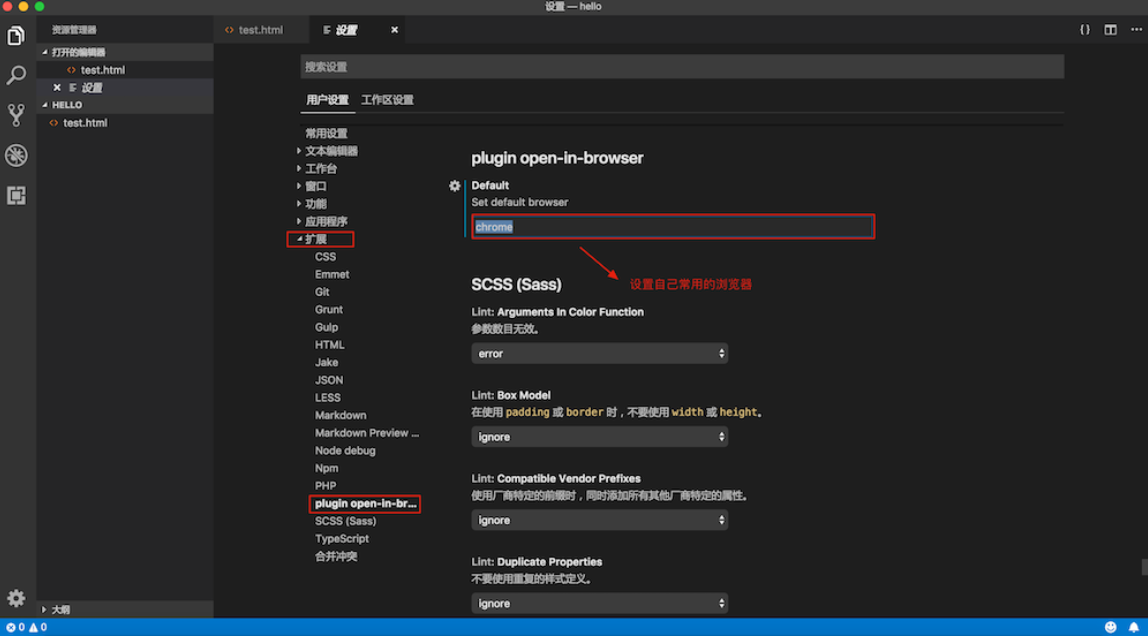 设置 — hello
资源管理器
打开的编辑器
test.html
设置
HELLO
test.html
大纲
test.html
设置
搜索设置
用户设置 工作区设置
常用设置
文本编辑器
工作台
窗口
功能
应用程序
扩展
CSS
Emmet
Git
Grunt
Gulp
HTML
Jake
JSON
LESS
Markdown
Markdown Preview ...
Node debug
Npm
PHP
plugin open-in-br...
SCSS (Sass)
TypeScript
合并冲突
plugin open-in-browser
Default
Set default browser
chrome
设置自己常用的浏览器
SCSS (Sass)
Lint: Arguments In Color Function
参数数目无效。
error
Lint: Box Model
在使用 padding 或 border 时，不要使用 width 或 height。
ignore
Lint: Compatible Vendor Prefixes
使用厂商特定的前缀时，同时添加所有其他厂商特定的属性。
ignore
Lint: Duplicate Properties
不要使用重复的样式定义。
ignore
0 0